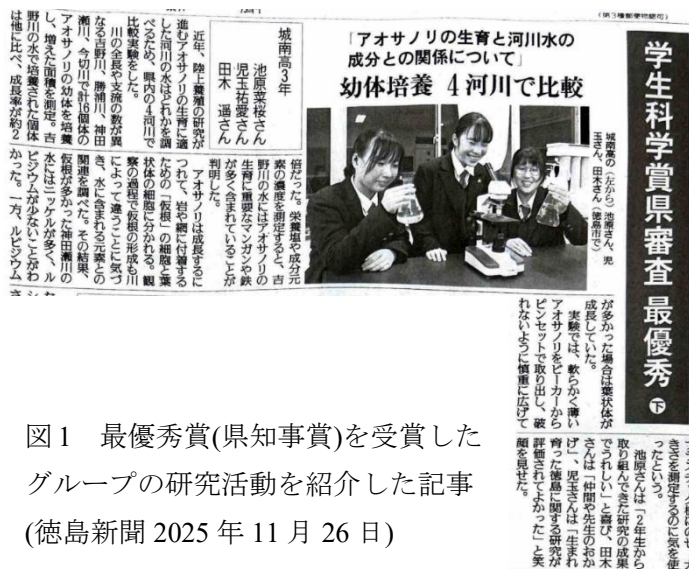 (第3種郵便物認可)
学生科学賞県審査 最優秀 下
「アオサノリの生育と河川水の
成分との関係について」
幼体培養 4河川で比較
城南高の(左から)池原さん、児
玉さん、田木さん(徳島市で)
城南高3年
池原菜桜さん
児玉祐愛さん
田木 遥さん
近年、陸上養殖の研究が
進むアオサノリの生育に適
した河川の水はどれかを調
べるため、県内の4河川で
比較実験をした。
川の全長や支流の数が異
なる吉野川、勝浦川、神田
瀬川、今切川で計16個体の
アオサノリの幼体を培養
し、増えた面積を測定。吉
野川の水で培養された個体
は他に比べ、成長率が約2
倍だった。栄養塩や成分元
素の濃度を測定すると、吉
野川の水にはアオサノリの
生育に重要なマンガンや鉄
が多く含まれていることが
判明した。
アオサノリは成長するに
つれて、岩や網に付着する
ための「仮根」の細胞と葉
状体の細胞に分かれる。観
察の過程で仮根の形成も川
によって違うことに気づ
き、水に含まれる元素との
関連を調べた。その結果、
仮根が多かった神田瀬川の
水にはニッケルが多く、ル
ビジウムが少ないことがわ
かった。一方、ルビジウム
が多かった場合は葉状体が
成長していた。
実験では、軟らかく薄い
アオサノリをビーカーから
ピンセットで取り出し、破
れないように慎重に広げて
きさを測定するのに気を使
ったという。
池原さんは「2年生から
取り組んできた研究の成果
でうれしい」と喜び、田木
さんは「仲間や先生のおか
げ」、児玉さんは「生まれ
育った徳島に関する研究が
評価されてよかった」と笑
顔を見せた。
図1 最優秀賞(県知事賞)を受賞した
グループの研究活動を紹介した記事
(徳島新聞 2025 年 11 月 26 日)